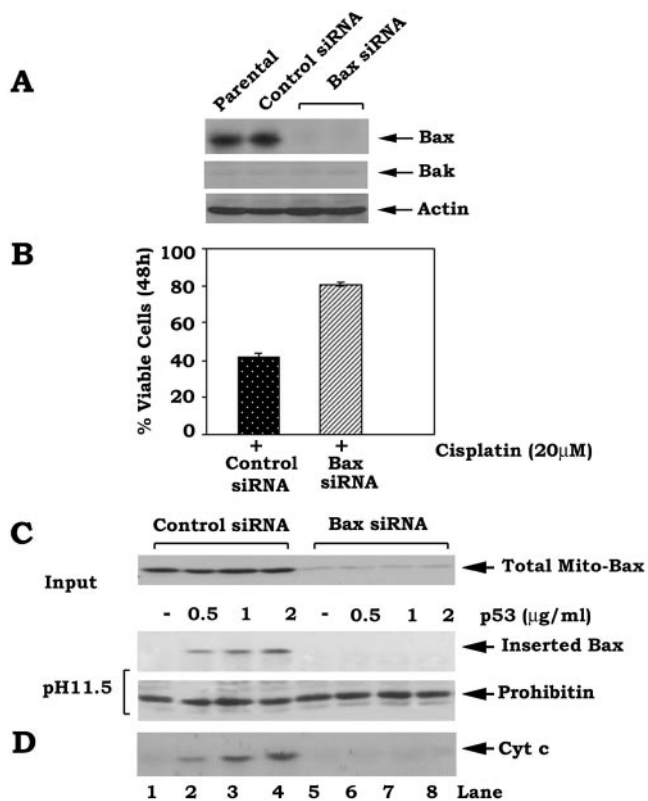 A
Parental
Control siRNA
Bax siRNA
Bax
Bak
Actin
B
% Viable Cells (48h)
100
80
60
40
20
0
+ +
Control siRNA
Bax siRNA
Cisplatin (20μM)
C
Control siRNA Bax siRNA
Input
Total Mito-Bax
- 0.5 1 2 - 0.5 1 2 p53 (μg/ml)
Inserted Bax
pH11.5
Prohibitin
D
Cyt c
1 2 3 4 5 6 7 8 Lane